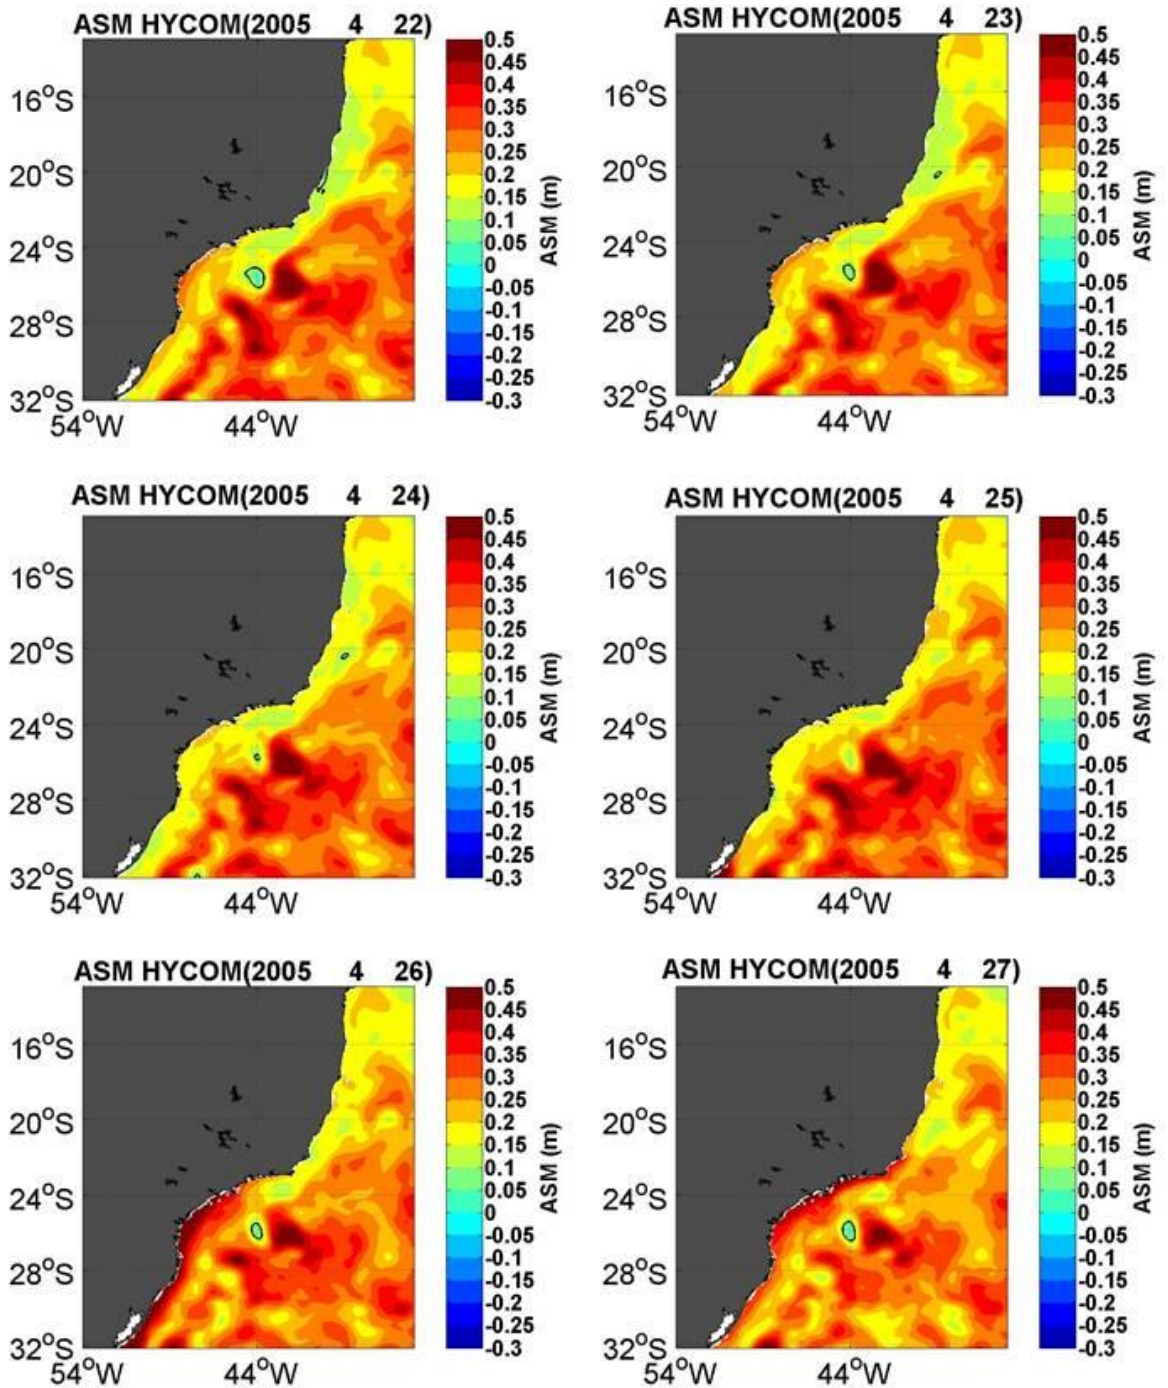 ASM HYCOM(2005 4 22)
0.5
0.45
0.4
0.35
0.3
0.25
0.2
0.15
0.1
0.05
0
-0.05
-0.1
-0.15
-0.2
-0.25
-0.3
ASM (m)
16°S
20°S
24°S
28°S
32°S
54°W 44°W
ASM HYCOM(2005 4 23)
0.5
0.45
0.4
0.35
0.3
0.25
0.2
0.15
0.1
0.05
0
-0.05
-0.1
-0.15
-0.2
-0.25
-0.3
ASM (m)
16°S
20°S
24°S
28°S
32°S
54°W 44°W
ASM HYCOM(2005 4 24)
0.5
0.45
0.4
0.35
0.3
0.25
0.2
0.15
0.1
0.05
0
-0.05
-0.1
-0.15
-0.2
-0.25
-0.3
ASM (m)
16°S
20°S
24°S
28°S
32°S
54°W 44°W
ASM HYCOM(2005 4 25)
0.5
0.45
0.4
0.35
0.3
0.25
0.2
0.15
0.1
0.05
0
-0.05
-0.1
-0.15
-0.2
-0.25
-0.3
ASM (m)
16°S
20°S
24°S
28°S
32°S
54°W 44°W
ASM HYCOM(2005 4 26)
0.5
0.45
0.4
0.35
0.3
0.25
0.2
0.15
0.1
0.05
0
-0.05
-0.1
-0.15
-0.2
-0.25
-0.3
ASM (m)
16°S
20°S
24°S
28°S
32°S
54°W 44°W
ASM HYCOM(2005 4 27)
0.5
0.45
0.4
0.35
0.3
0.25
0.2
0.15
0.1
0.05
0
-0.05
-0.1
-0.15
-0.2
-0.25
-0.3
ASM (m)
16°S
20°S
24°S
28°S
32°S
54°W 44°W